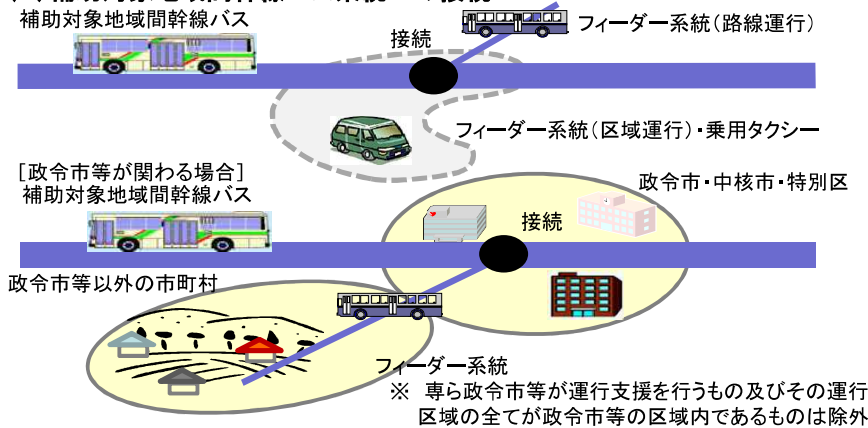 補助対象地域間幹線バス
接続
フィーダー系統(路線運行)
フィーダー系統(区域運行)・乗用タクシー
[政令市等が関わる場合]
補助対象地域間幹線バス
政令市・中核市・特別区
接続
政令市等以外の市町村
フィーダー系統
※ 専ら政令市等が運行支援を行うもの及びその運行
区域の全てが政令市等の区域内であるものは除外